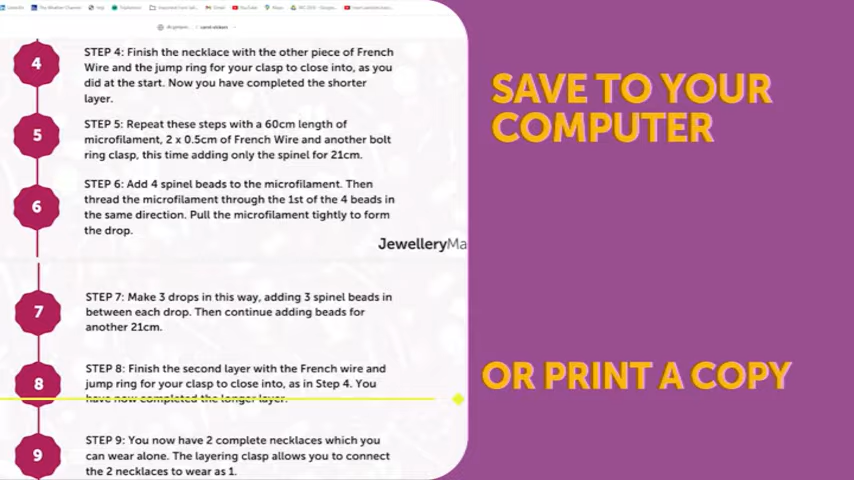 LinkedIn The Weather Channel TripAdvisor Gmail YouTube Maps
4
STEP 4: Finish the necklace with the other piece of French
Wire and the jump ring for your clasp to close into, as you
did at the start. Now you have completed the shorter
layer.
5
STEP 5: Repeat these steps with a 60cm length of
microfilament, 2 x 0.5cm of French Wire and another bolt
ring clasp, this time adding only the spinel for 21cm.
6
STEP 6: Add 4 spinel beads to the microfilament. Then
thread the microfilament through the 1st of the 4 beads in
the same direction. Pull the microfilament tightly to form
the drop.
JewelleryMa
7
STEP 7: Make 3 drops in this way, adding 3 spinel beads in
between each drop. Then continue adding beads for
another 21cm.
8
STEP 8: Finish the second layer with the French wire and
jump ring for your clasp to close into, as in Step 4. You
have now completed the longer layer.
9
STEP 9: You now have 2 complete necklaces which you
can wear alone. The layering clasp allows you to connect
the 2 necklaces to wear as 1.
SAVE TO YOUR
COMPUTER
OR PRINT A COPY